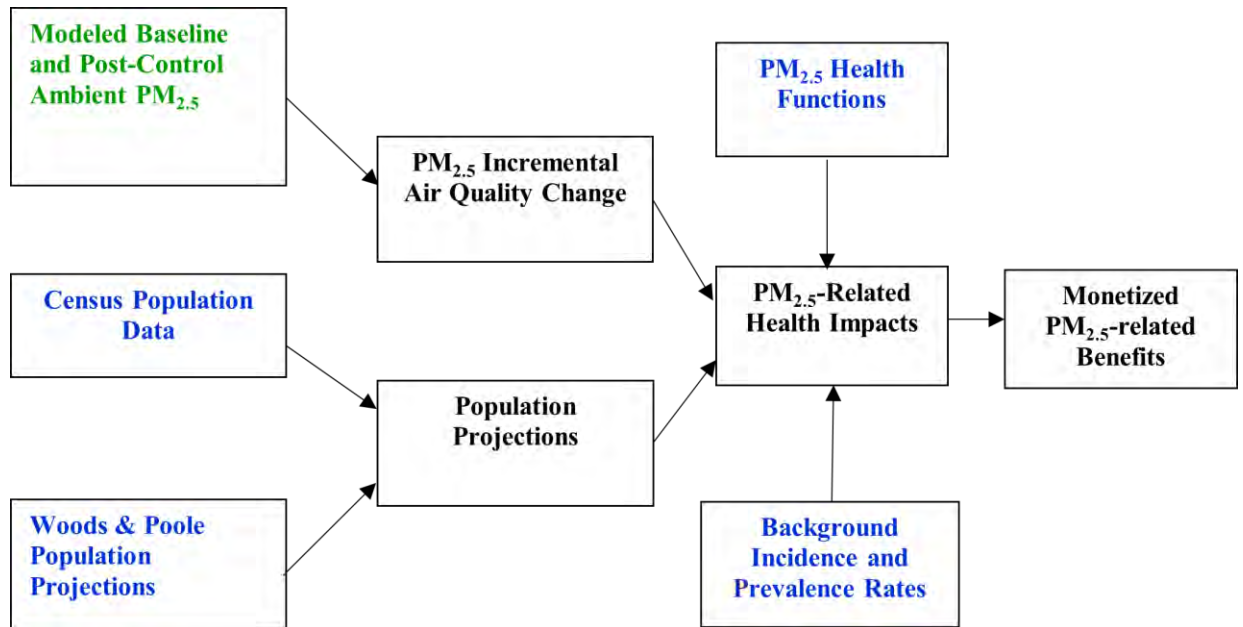 Modeled Baseline
and Post-Control
Ambient PM2.5
PM2.5 Health
Functions
PM2.5 Incremental
Air Quality Change
Census Population
Data
PM2.5-Related
Health Impacts
Monetized
PM2.5-related
Benefits
Population
Projections
Woods & Poole
Population
Projections
Background
Incidence and
Prevalence Rates